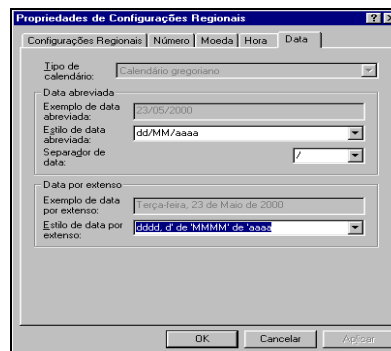 Propriedades de Configurações Regionais
Configurações Regionais Número Moeda Hora Data
Tipo de
calendário:
Calendário gregoriano
Data abreviada
Exemplo de data
abreviada:
23/05/2000
Estilo de data
abreviada:
dd/MM/aaaa
Separador de
data:
/
Data por extenso
Exemplo de data
por extenso:
Terça-feira, 23 de Maio de 2000
Estilo de data por
extenso:
dddd, d' de 'MMMM' de 'aaaa
OK Cancelar Aplicar